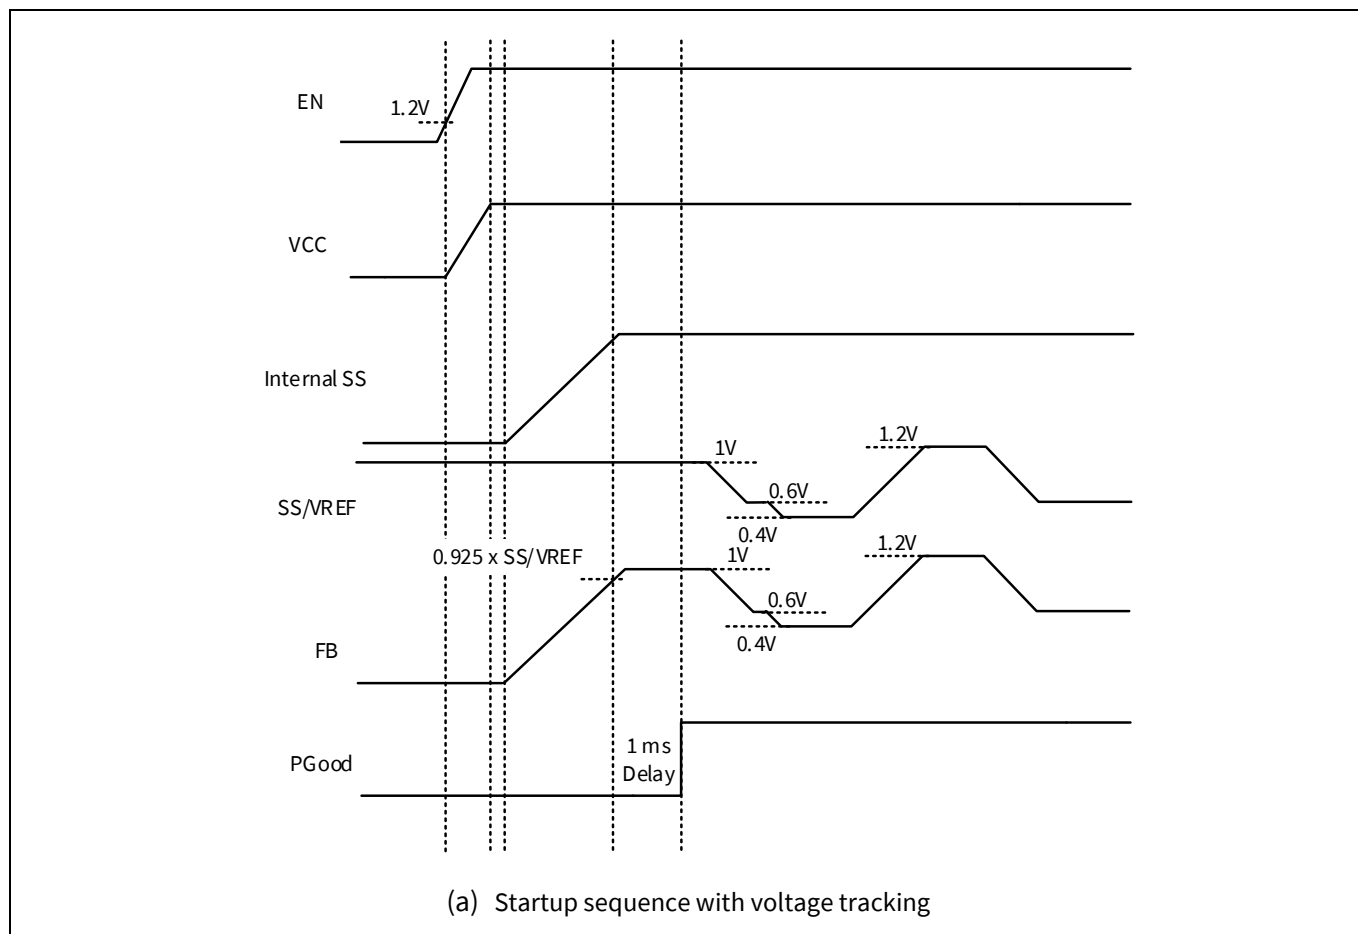 EN
1.2V
VCC
Internal SS
SS/VREF
1V
0.6V
0.4V
1.2V
0.925 x SS/VREF
FB
1V
0.6V
0.4V
1.2V
PGood
1 ms
Delay
(a) Startup sequence with voltage tracking